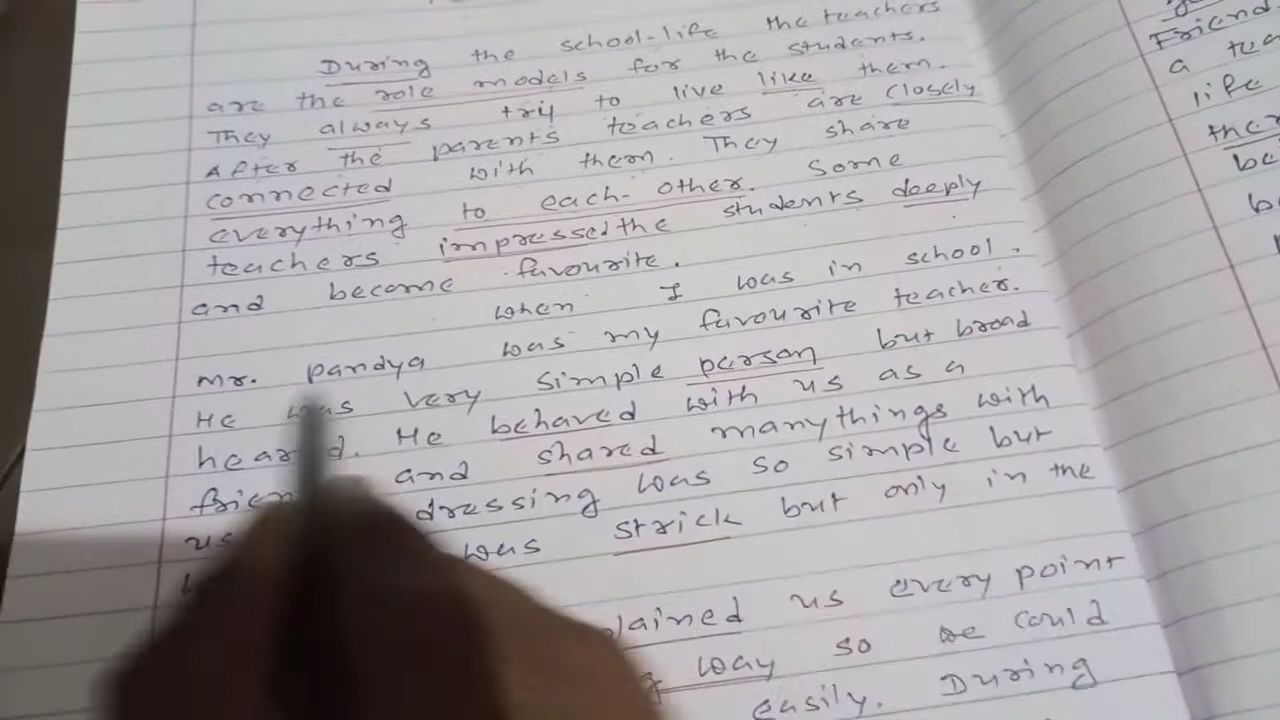 During the school-life the teachers
are the role models for the students.
They always try to live like them.
After the parents teachers are closely
connected with them. They share
everything to each-other. Some
teachers impressed the students deeply
and become favourite.
when I was in school.
Mr. Pandya was my favourite teacher.
He was very simple person but broad
heard. He behaved with us as a
and shared many things with
us dressing was so simple but
was strick but only in the
us every point
way so we could
easily. During
Friend
a
life